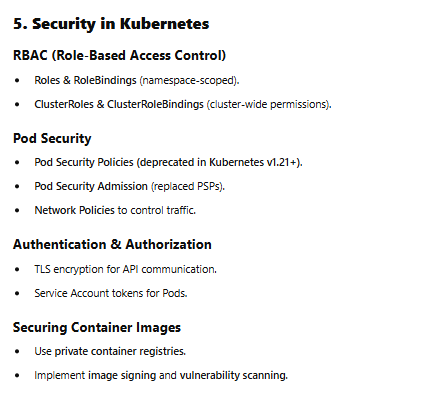 5. Security in Kubernetes
RBAC (Role-Based Access Control)
• Roles & RoleBindings (namespace-scoped).
• ClusterRoles & ClusterRoleBindings (cluster-wide permissions).
Pod Security
• Pod Security Policies (deprecated in Kubernetes v1.21+).
• Pod Security Admission (replaced PSPs).
• Network Policies to control traffic.
Authentication & Authorization
• TLS encryption for API communication.
• Service Account tokens for Pods.
Securing Container Images
• Use private container registries.
• Implement image signing and vulnerability scanning.